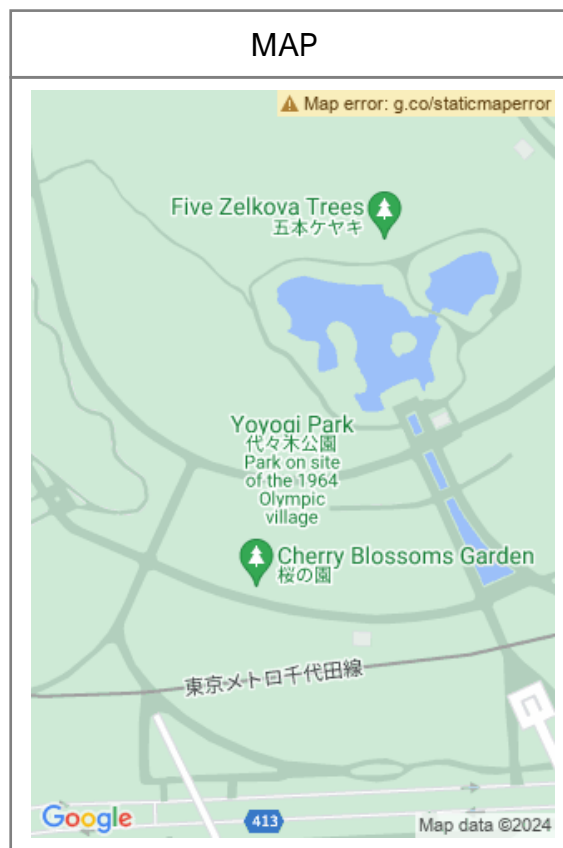 MAP
Map error: g.co/staticmaperror
Five Zelkova Trees
五本ケヤキ
Yoyogi Park
代々木公園
Park on site
of the 1964
Olympic
village
Cherry Blossoms Garden
桜の園
東京メトロ千代田線
Google
413
Map data ©2024